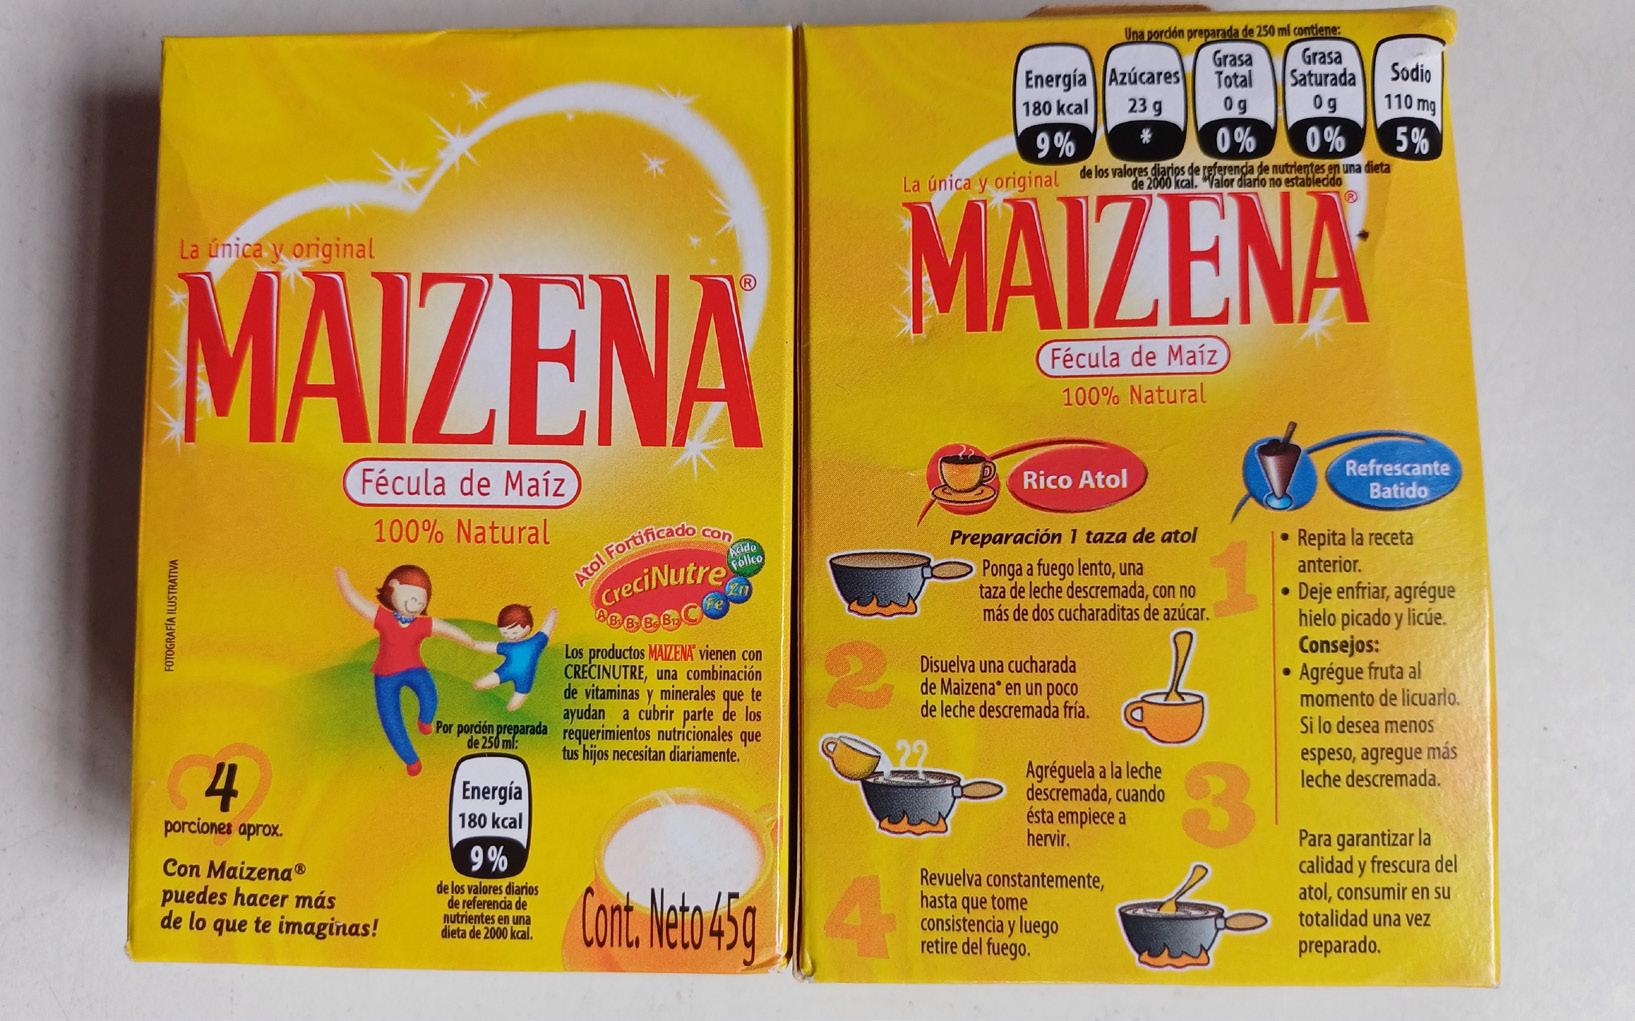 La única y original
MAIZENA®
Fécula de Maíz
100% Natural
Atol Fortificado con
CreciNutre
Ácido
Fólico
A B₁ B₃ B₆ B₁₂ C Fe Zn
Los productos MAIZENA® vienen con
CRECINUTRE, una combinación
de vitaminas y minerales que te
ayudan a cubrir parte de los
requerimientos nutricionales que
tus hijos necesitan diariamente.
FOTOGRAFÍA ILUSTRATIVA
Por porción preparada
de 250 ml:
Energía
180 kcal
9%
de los valores diarios
de referencia de
nutrientes en una
dieta de 2000 kcal.
4
porciones aprox.
Con Maizena®
puedes hacer más
de lo que te imaginas!
Cont. Neto 45g
Una porción preparada de 250 ml contiene:
Energía
180 kcal
9%
Azúcares
23 g
*
Grasa
Total
0 g
0%
Grasa
Saturada
0 g
0%
Sodio
110 mg
5%
de los valores diarios de referencia de nutrientes en una dieta
de 2000 kcal. *Valor diario no establecido
La única y original
MAIZENA®
Fécula de Maíz
100% Natural
Rico Atol
Preparación 1 taza de atol
1
Ponga a fuego lento, una
taza de leche descremada, con no
más de dos cucharaditas de azúcar.
2
Disuelva una cucharada
de Maizena® en un poco
de leche descremada fría.
3
Agréguela a la leche
descremada, cuando
ésta empiece a
hervir.
4
Revuelva constantemente,
hasta que tome
consistencia y luego
retire del fuego.
Refrescante
Batido
• Repita la receta
anterior.
• Deje enfriar, agrégue
hielo picado y licúe.
Consejos:
• Agrégue fruta al
momento de licuarlo.
Si lo desea menos
espeso, agregue más
leche descremada.
Para garantizar la
calidad y frescura del
atol, consumir en su
totalidad una vez
preparado.